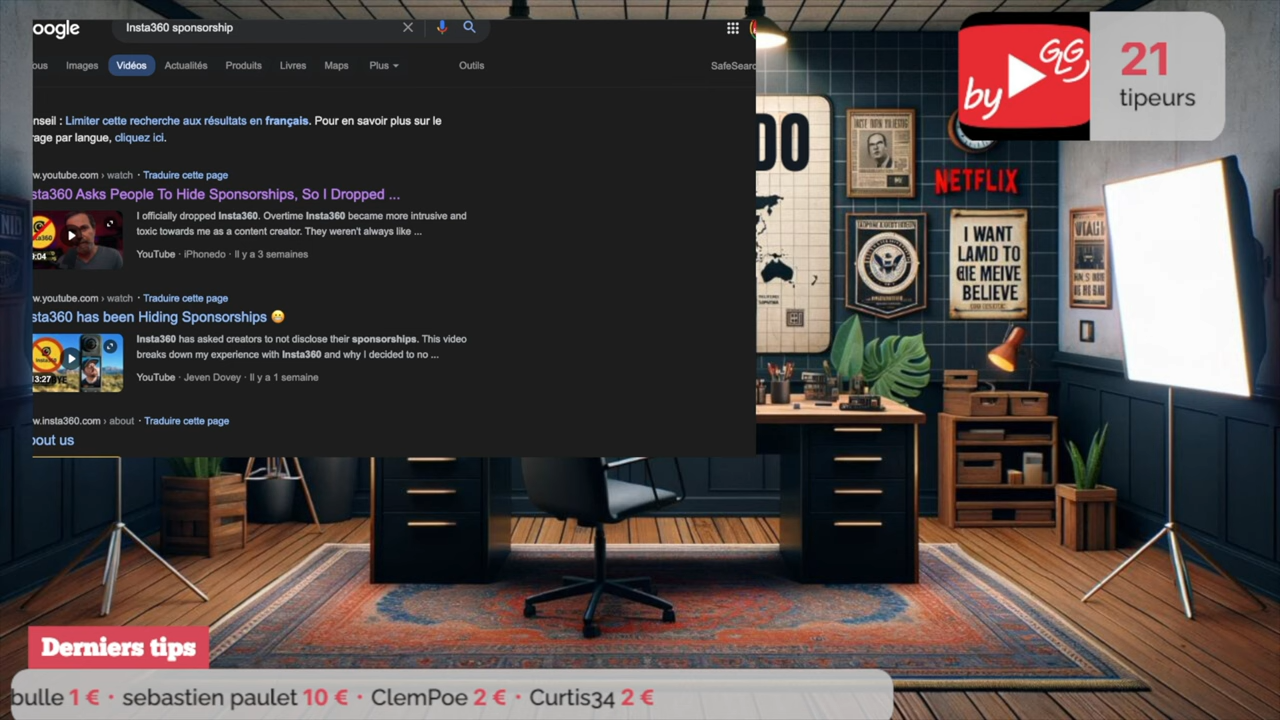 oogle
Insta360 sponsorship
ous Images Vidéos Actualités Produits Livres Maps Plus Outils SafeSearc
nseil : Limiter cette recherche aux résultats en français. Pour en savoir plus sur le
rage par langue, cliquez ici.
w.youtube.com › watch · Traduire cette page
sta360 Asks People To Hide Sponsorships, So I Dropped ...
I officially dropped Insta360. Overtime Insta360 became more intrusive and
toxic towards me as a content creator. They weren't always like ...
YouTube · iPhonedo · Il y a 3 semaines
w.youtube.com › watch · Traduire cette page
sta360 has been Hiding Sponsorships 😬
Insta360 has asked creators to not disclose their sponsorships. This video
breaks down my experience with Insta360 and why I decided to no ...
13:27
YouTube · Jeven Dovey · Il y a 1 semaine
w.insta360.com › about · Traduire cette page
bout us
by GLG
21
tipeurs
DO
NETFLIX
I WANT
LAMD TO
GIE MEIVE
BELIEVE
Derniers tips
bulle 1 € · sebastien paulet 10 € · ClemPoe 2 € · Curtis34 2 €